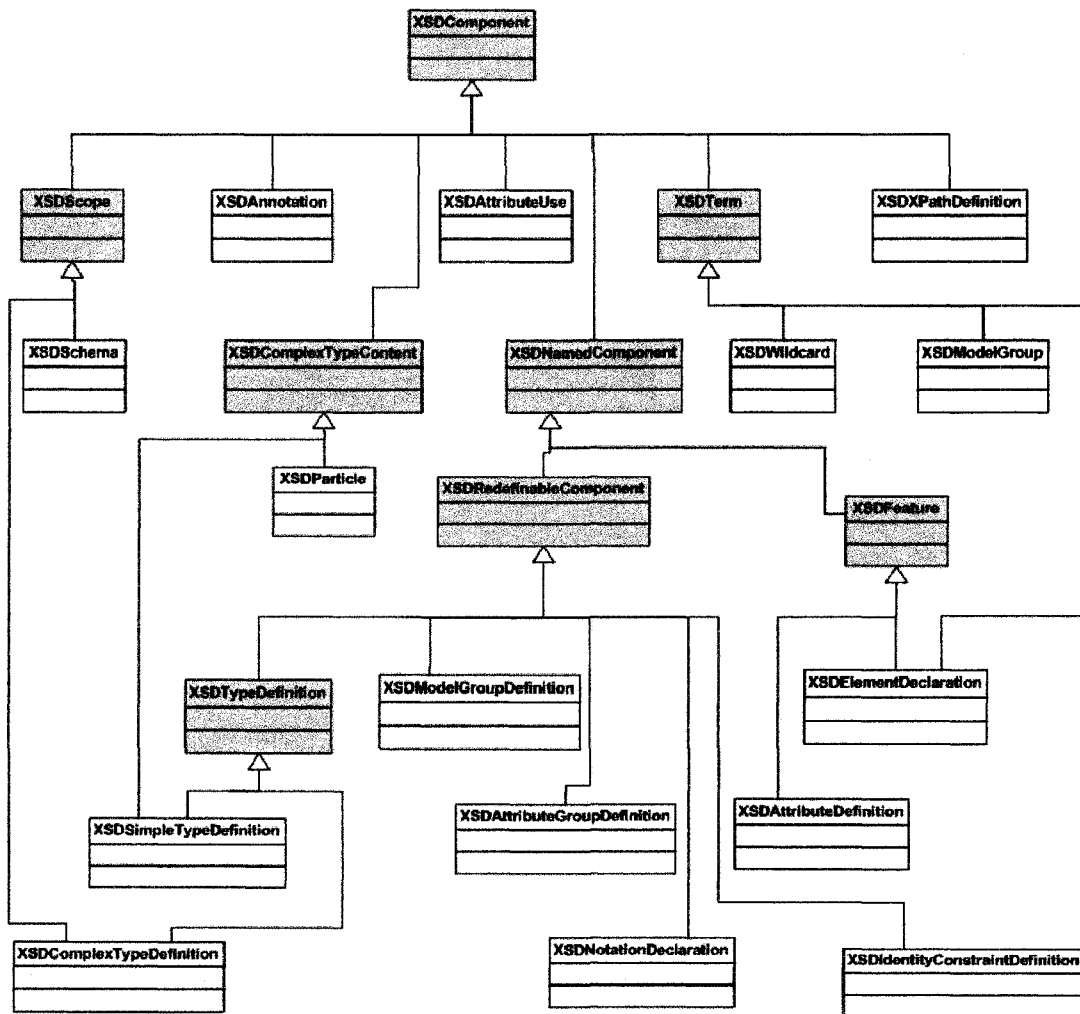 XSDComponent
XSDScope
XSDAnnotation
XSDAttributeUse
XSDTerm
XSDXPathDefinition
XSDSchema
XSDComplexTypeContent
XSDNamedComponent
XSDWildcard
XSDModelGroup
XSDParticle
XSDRedefinableComponent
XSDFeature
XSDTypeDefinition
XSDModelGroupDefinition
XSDElementDeclaration
XSDSimpleTypeDefinition
XSDAttributeGroupDefinition
XSDAttributeDefinition
XSDComplexTypeDefinition
XSDNotationDeclaration
XSDIdentityConstraintDefinition